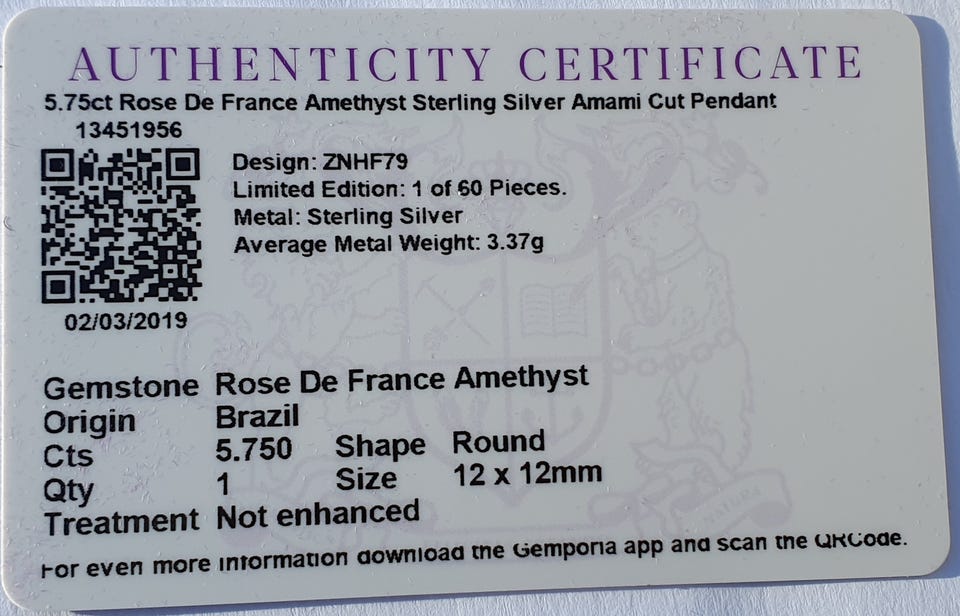 AUTHENTICITY CERTIFICATE
5.75ct Rose De France Amethyst Sterling Silver Amami Cut Pendant
13451956
Design: ZNHF79
Limited Edition: 1 of 60 Pieces.
Metal: Sterling Silver
Average Metal Weight: 3.37g
02/03/2019
Gemstone Rose De France Amethyst
Origin Brazil
Cts 5.750 Shape Round
Qty 1 Size 12 x 12mm
Treatment Not enhanced
For even more information download the Gemporia app and scan the QRCode.